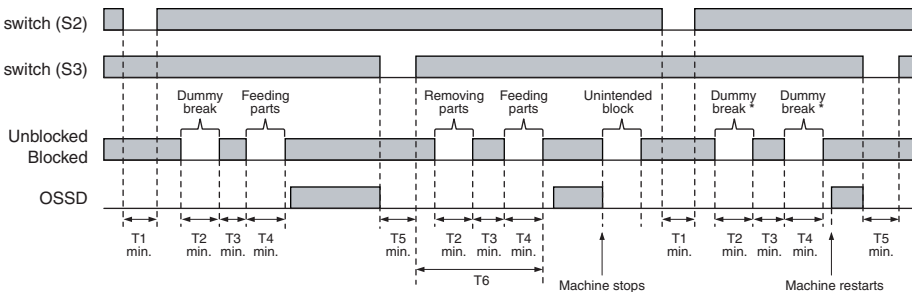 switch (S2)
switch (S3)
Dummy break
Feeding parts
Removing parts
Feeding parts
Unintended block
Dummy break *
Dummy break *
Unblocked
Blocked
OSSD
T1 min.
T2 min.
T3 min.
T4 min.
T5 min.
T2 min.
T3 min.
T4 min.
T1 min.
T2 min.
T3 min.
T4 min.
T5 min.
T6
Machine stops
Machine restarts